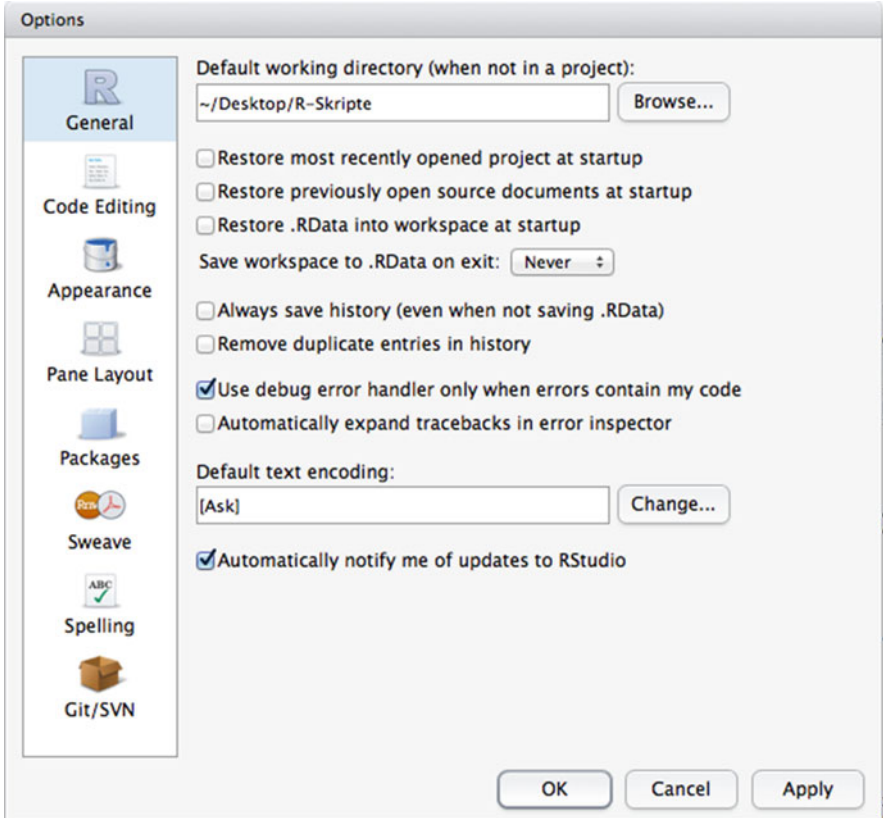 Options
General
Code Editing
Appearance
Pane Layout
Packages
Rnw
Sweave
ABC
Spelling
Git/SVN
Default working directory (when not in a project):
~/Desktop/R-Skripte
Browse...
Restore most recently opened project at startup
Restore previously open source documents at startup
Restore .RData into workspace at startup
Save workspace to .RData on exit: Never
Always save history (even when not saving .RData)
Remove duplicate entries in history
Use debug error handler only when errors contain my code
Automatically expand tracebacks in error inspector
Default text encoding:
[Ask]
Change...
Automatically notify me of updates to RStudio
OK Cancel Apply